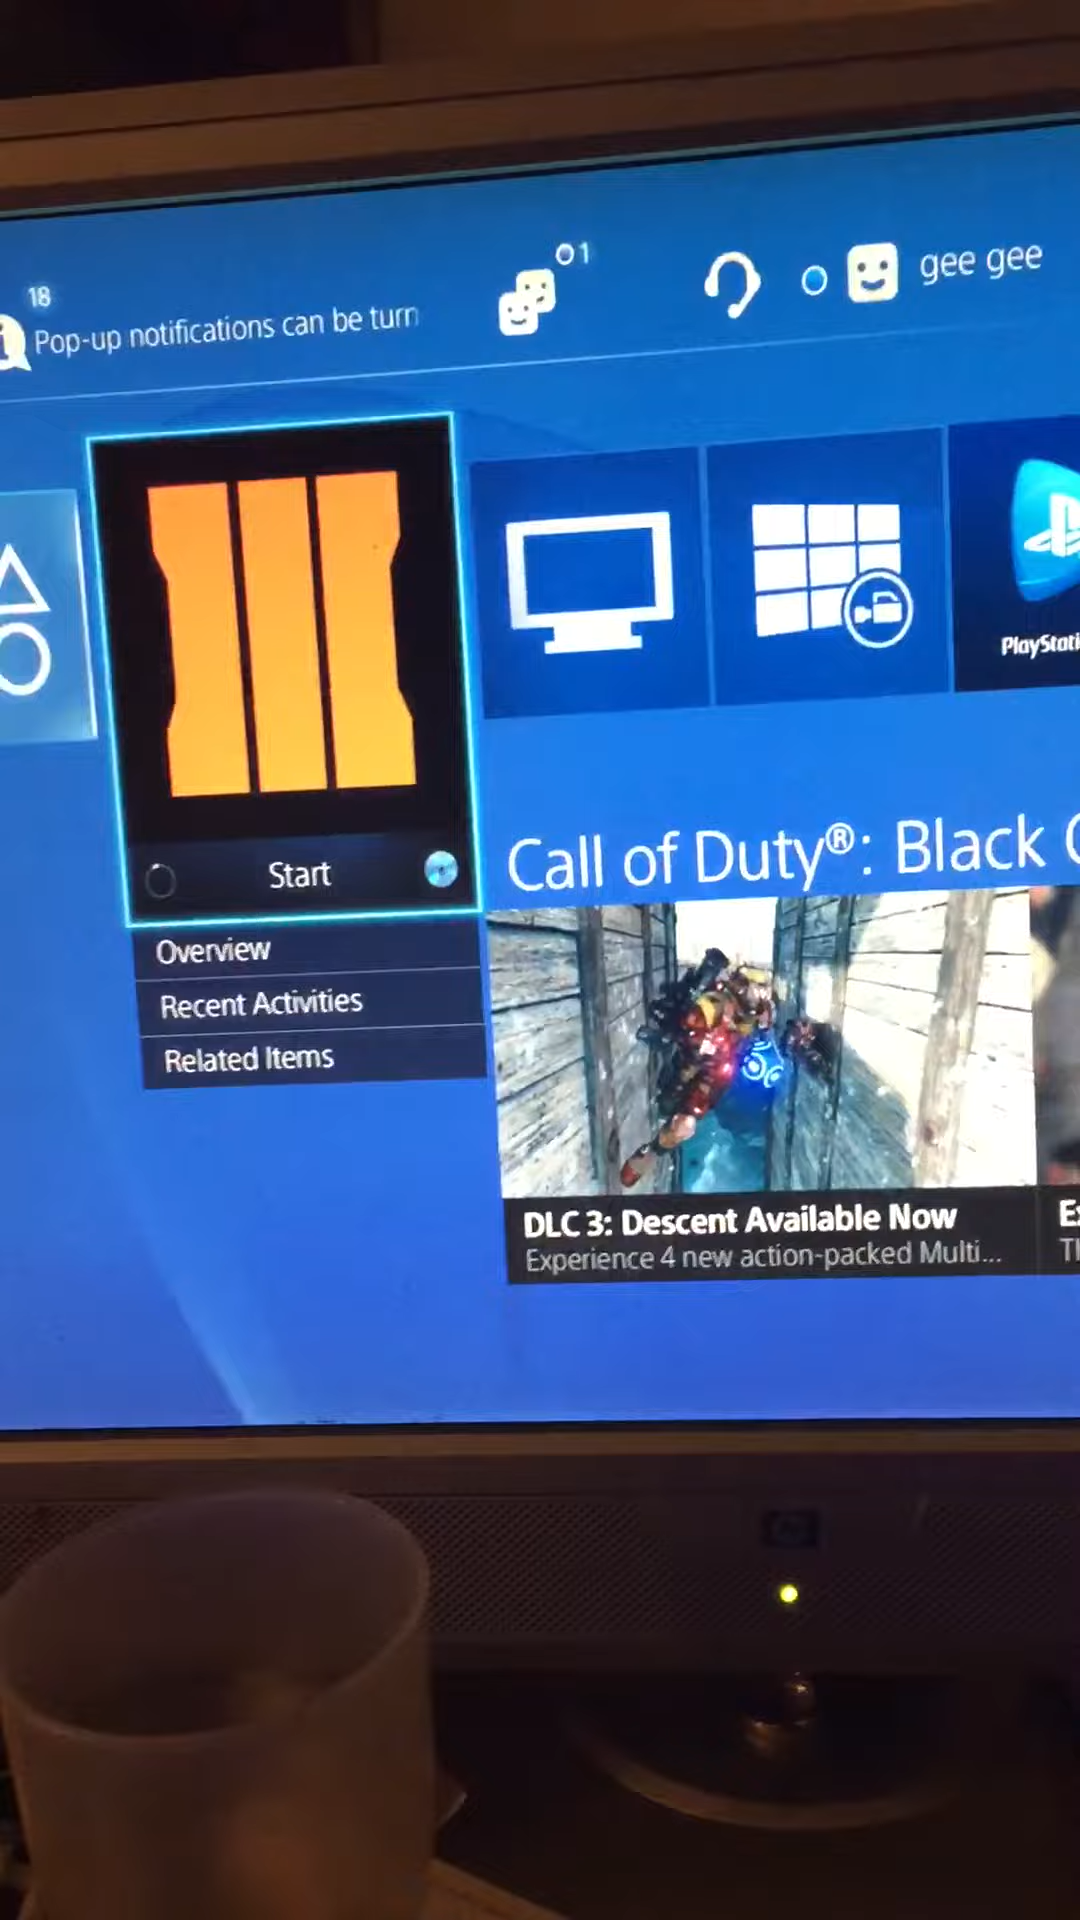 18
Pop-up notifications can be turn
1
gee gee
PlayStati
Start
Call of Duty®: Black
Overview
Recent Activities
Related Items
DLC 3: Descent Available Now
Experience 4 new action-packed Multi...